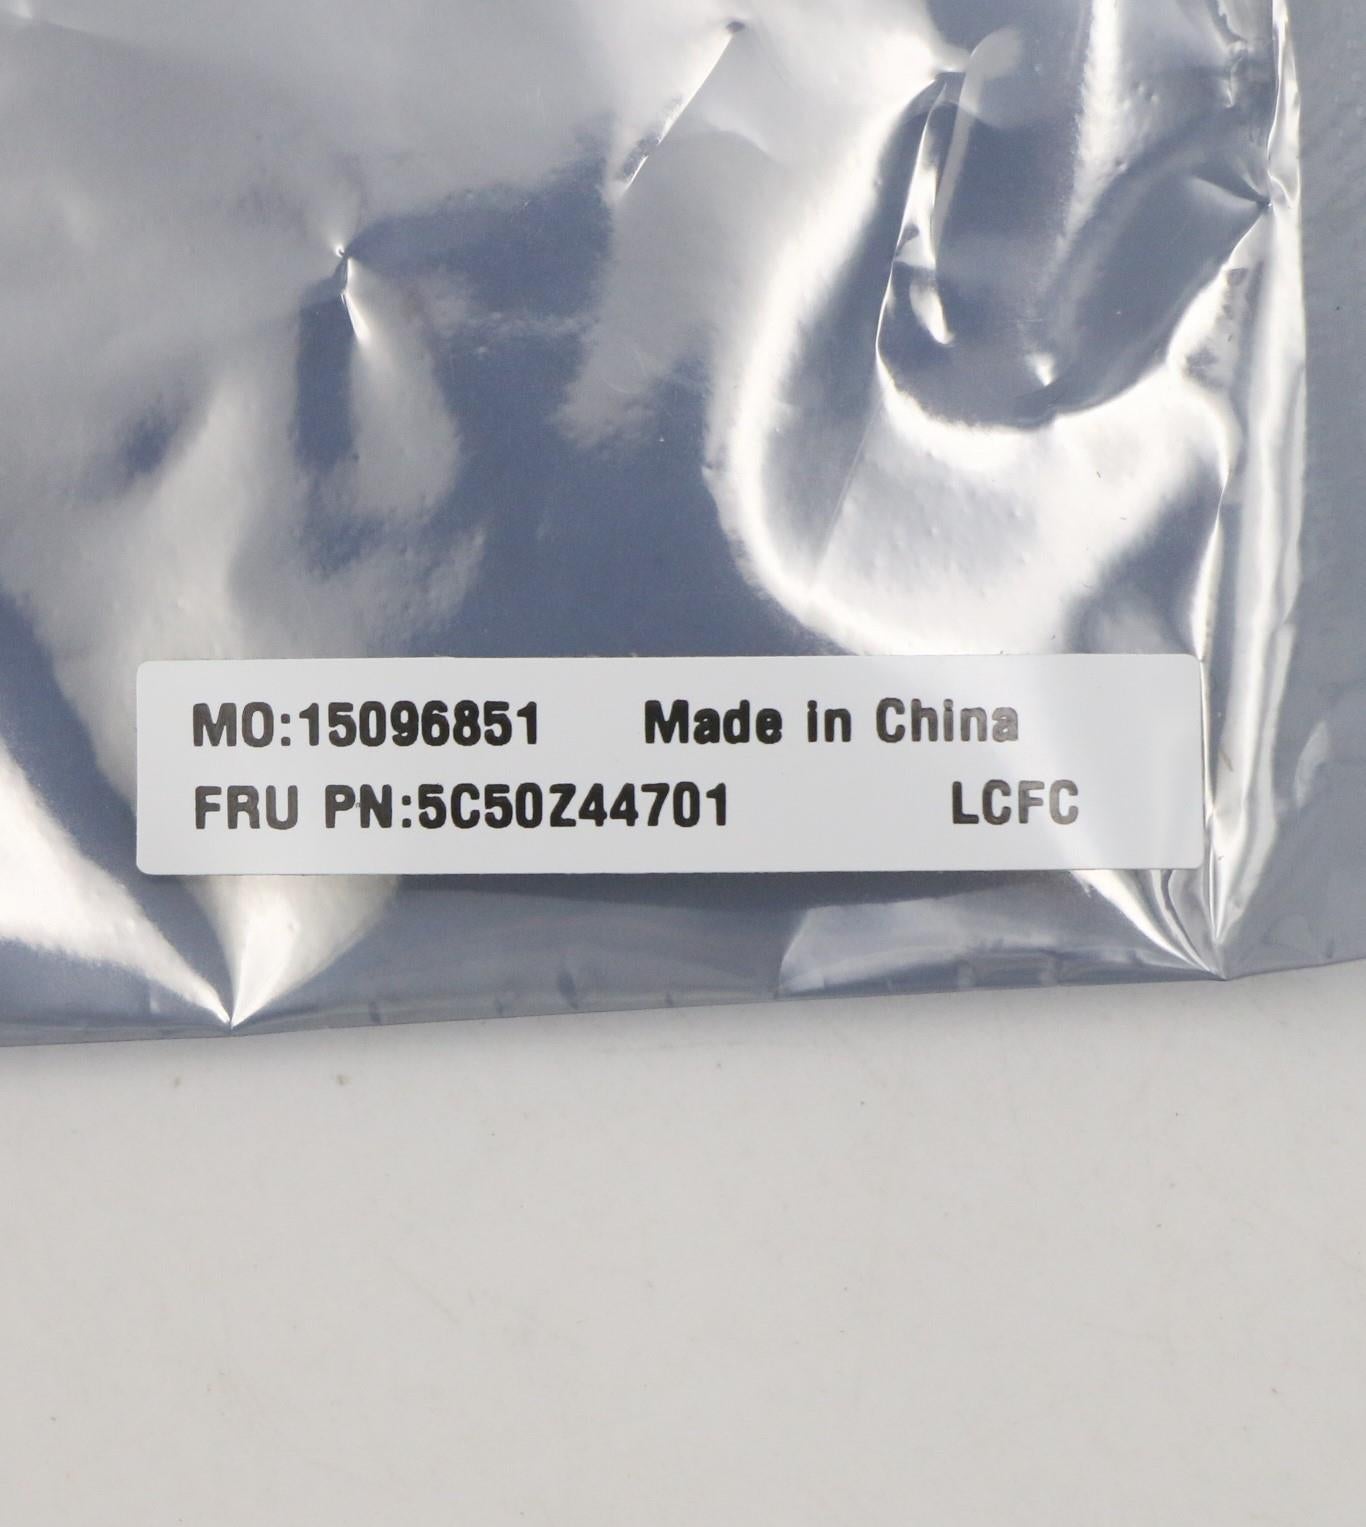 MO:15096851 Made in China
FRU PN:5C50Z44701 LCFC